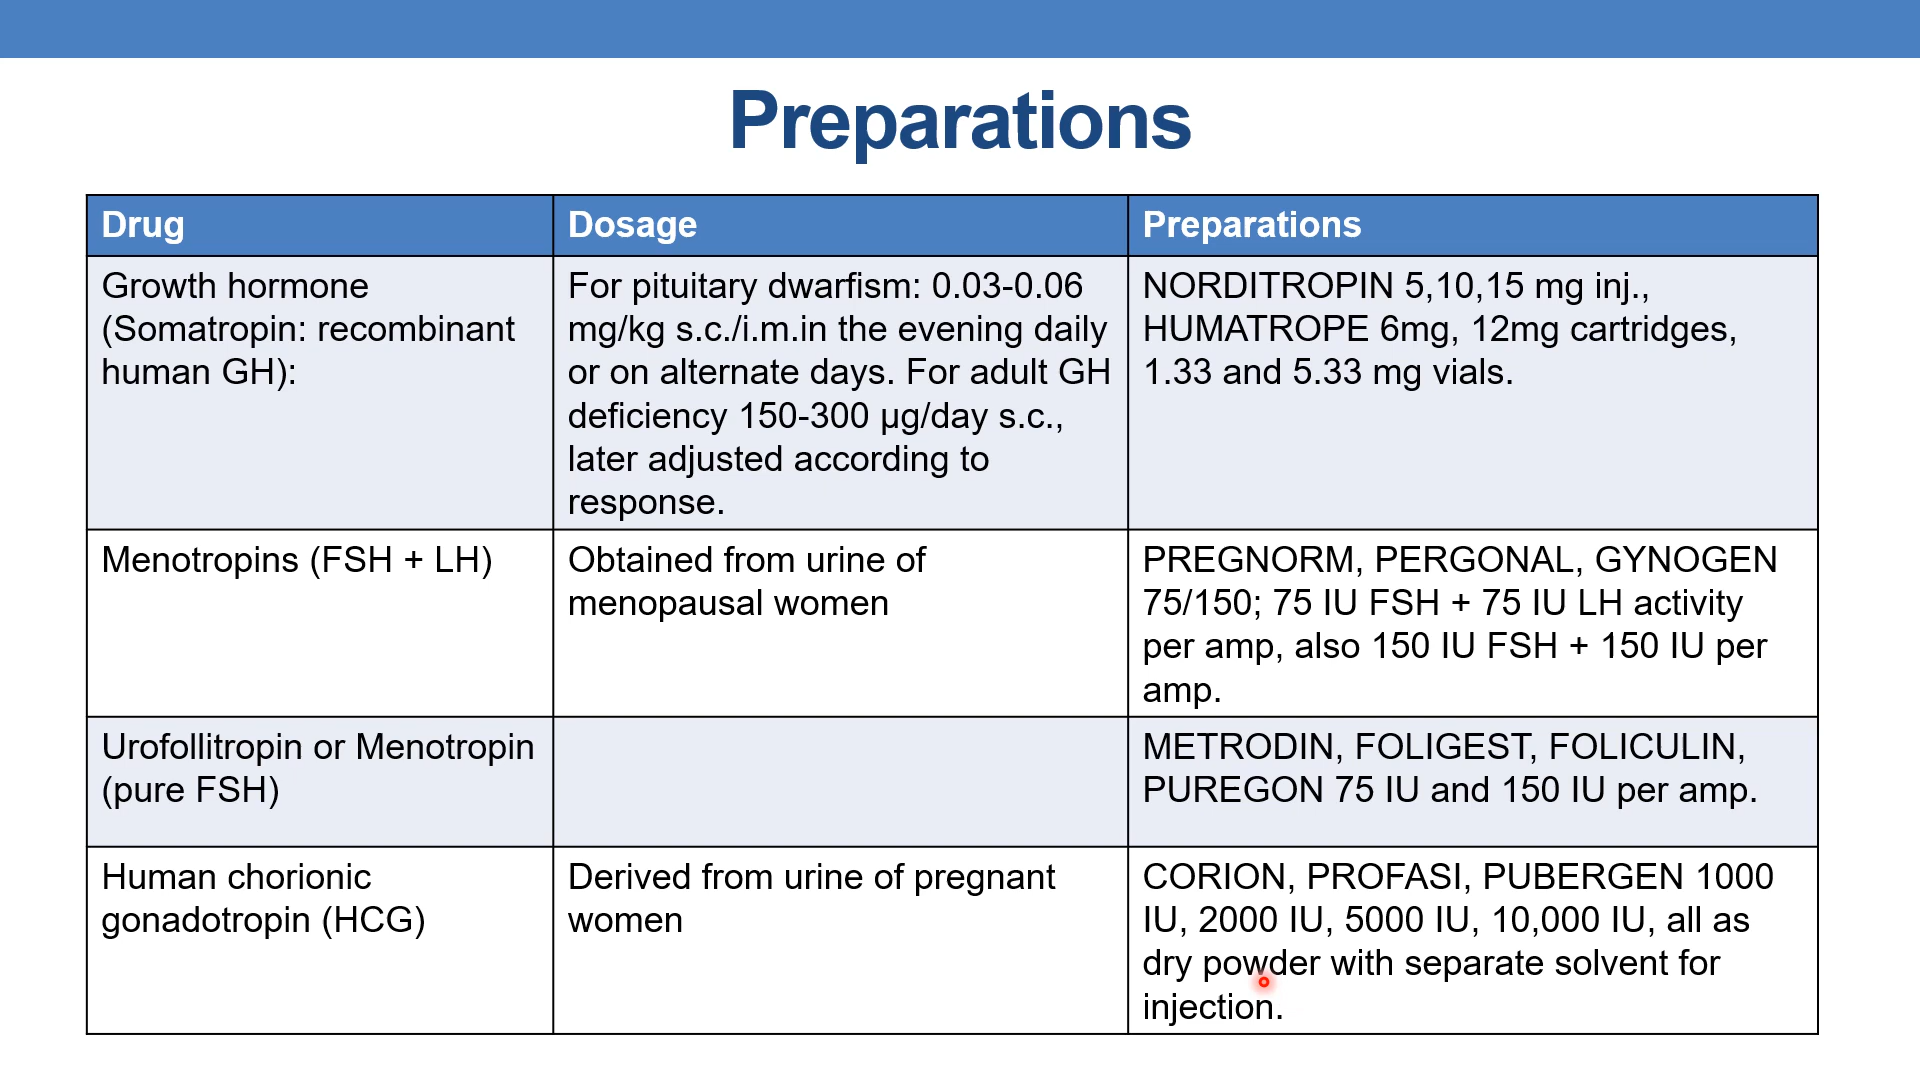 Preparations
Drug
Dosage
Preparations
Growth hormone
(Somatropin: recombinant
human GH):
For pituitary dwarfism: 0.03-0.06
mg/kg s.c./i.m.in the evening daily
or on alternate days. For adult GH
deficiency 150-300 µg/day s.c.,
later adjusted according to
response.
NORDITROPIN 5,10,15 mg inj.,
HUMATROPE 6mg, 12mg cartridges,
1.33 and 5.33 mg vials.
Menotropins (FSH + LH)
Obtained from urine of
menopausal women
PREGNORM, PERGONAL, GYNOGEN
75/150; 75 IU FSH + 75 IU LH activity
per amp, also 150 IU FSH + 150 IU per
amp.
Urofollitropin or Menotropin
(pure FSH)
METRODIN, FOLIGEST, FOLICULIN,
PUREGON 75 IU and 150 IU per amp.
Human chorionic
gonadotropin (HCG)
Derived from urine of pregnant
women
CORION, PROFASI, PUBERGEN 1000
IU, 2000 IU, 5000 IU, 10,000 IU, all as
dry powder with separate solvent for
injection.